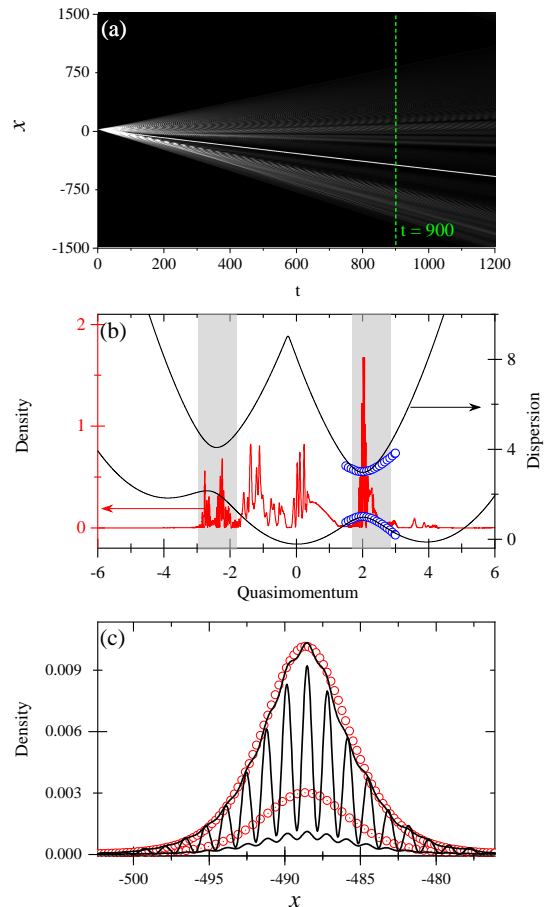 (a)
1500
750
0
-750
-1500
x
t = 900
0 200 400 600 800 1000 1200
t
(b)
2
1
0
Density
8
4
0
Dispersion
-6 -4 -2 0 2 4 6
Quasimomentum
(c)
0.009
0.006
0.003
0.000
Density
-500 -495 -490 -485 -480
x